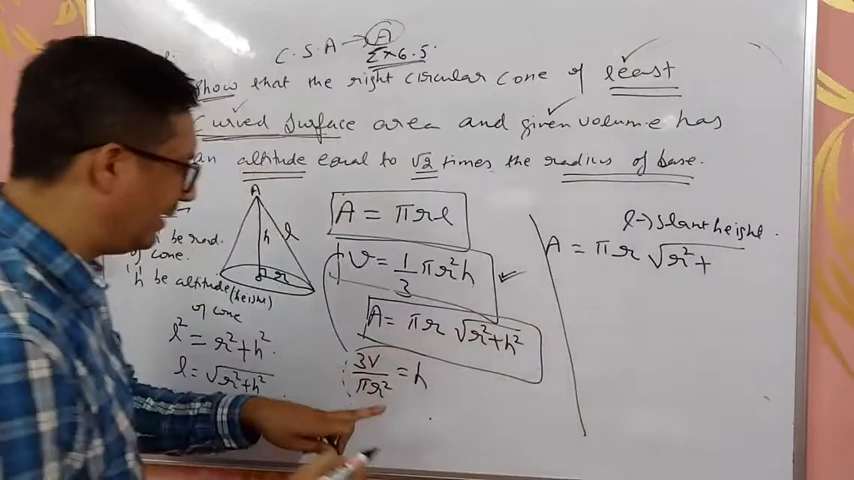 C.S.A → A
Σx6.5.
Show that the right circular cone of least
Curved Surface area and given volume has
an altitude equal to √2 times the radius of base.
A
h
l
r
be rad.
of cone.
'h' be altitude (height)
of cone
l² = r²+h²
l = √r²+h²
A = πrl
V = 1/3 πr²h
A = πr √r²+h²
3V/πr² = h
l → Slant height.
A = πr √r²+